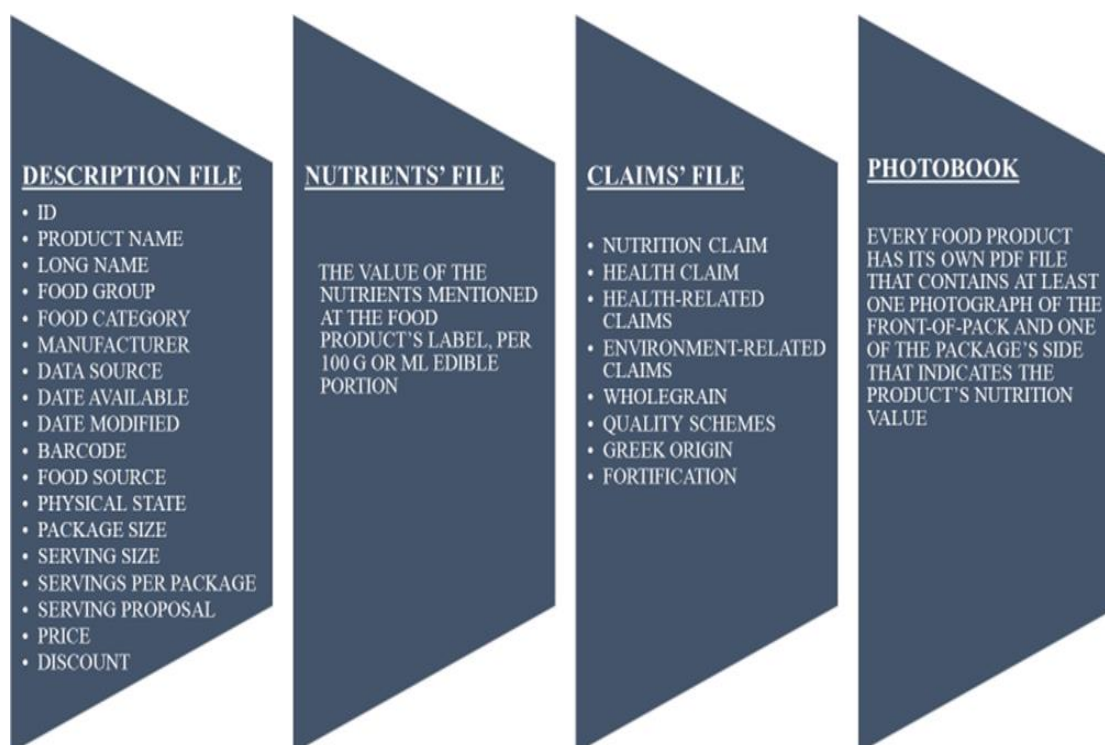 DESCRIPTION FILE
• ID
• PRODUCT NAME
• LONG NAME
• FOOD GROUP
• FOOD CATEGORY
• MANUFACTURER
• DATA SOURCE
• DATE AVAILABLE
• DATE MODIFIED
• BARCODE
• FOOD SOURCE
• PHYSICAL STATE
• PACKAGE SIZE
• SERVING SIZE
• SERVINGS PER PACKAGE
• SERVING PROPOSAL
• PRICE
• DISCOUNT
NUTRIENTS' FILE
THE VALUE OF THE
NUTRIENTS MENTIONED
AT THE FOOD
PRODUCT'S LABEL, PER
100 G OR ML EDIBLE
PORTION
CLAIMS' FILE
• NUTRITION CLAIM
• HEALTH CLAIM
• HEALTH-RELATED
CLAIMS
• ENVIRONMENT-RELATED
CLAIMS
• WHOLEGRAIN
• QUALITY SCHEMES
• GREEK ORIGIN
• FORTIFICATION
PHOTOBOOK
EVERY FOOD PRODUCT
HAS ITS OWN PDF FILE
THAT CONTAINS AT LEAST
ONE PHOTOGRAPH OF THE
FRONT-OF-PACK AND ONE
OF THE PACKAGE'S SIDE
THAT INDICATES THE
PRODUCT'S NUTRITION
VALUE